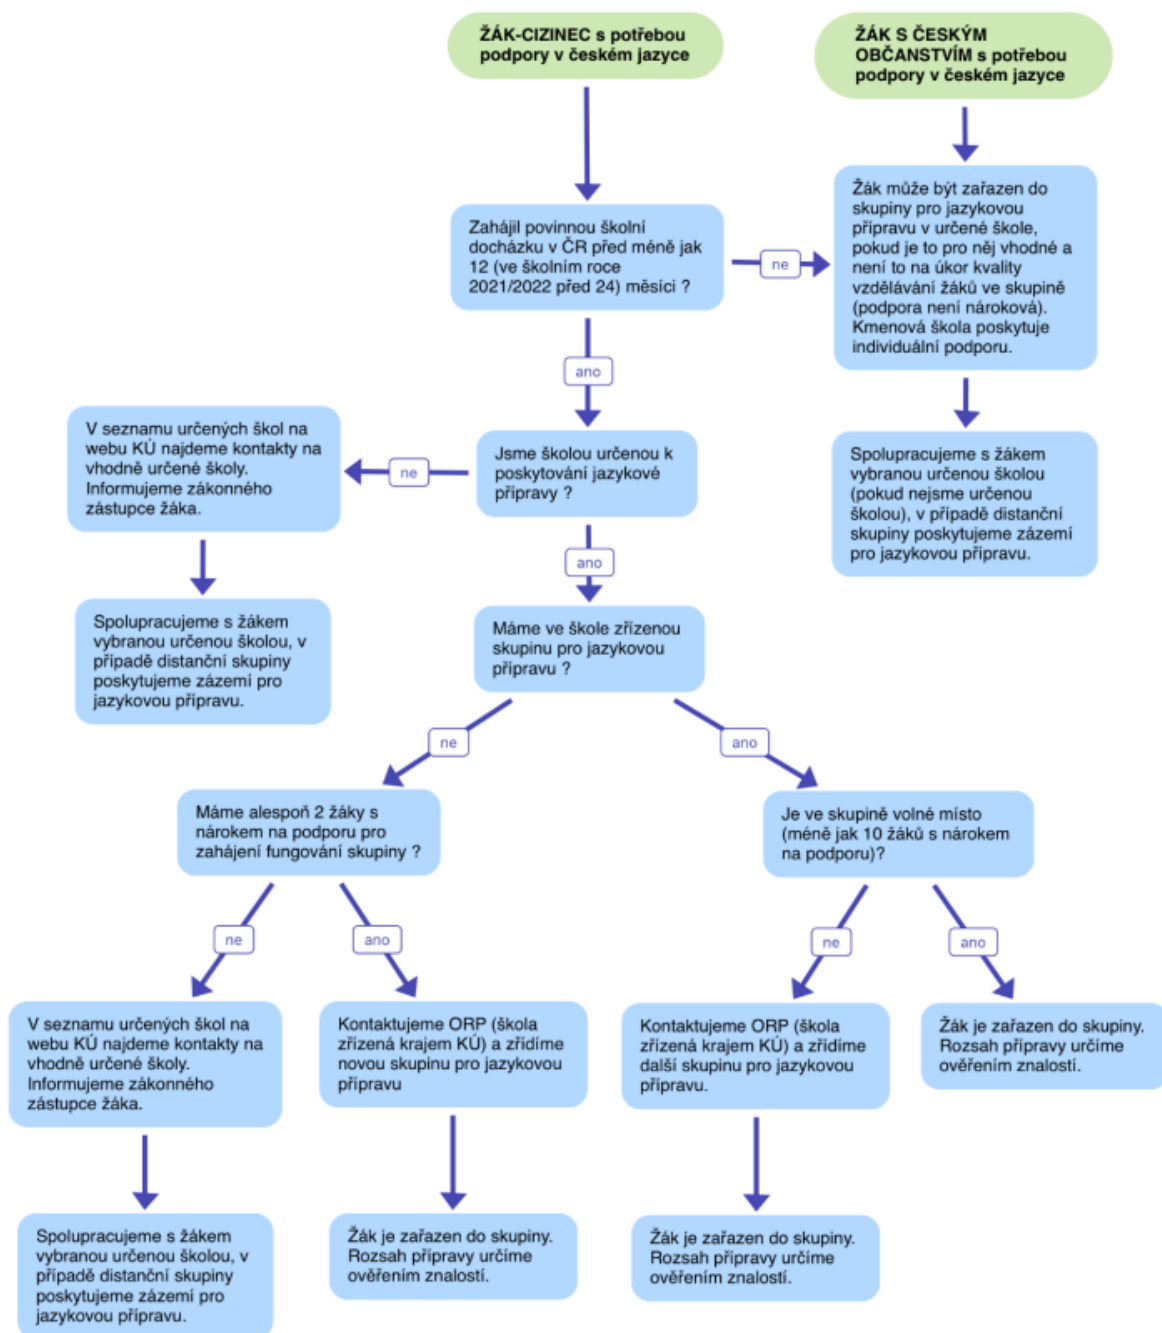 ŽÁK-CIZINEC s potřebou
podpory v českém jazyce
ŽÁK S ČESKÝM
OBČANSTVÍM s potřebou
podpory v českém jazyce
Zahájil povinnou školní
docházku v ČR před méně jak
12 (ve školním roce
2021/2022 před 24) měsíci ?
ne
Žák může být zařazen do
skupiny pro jazykovou
přípravu v určené škole,
pokud je to pro něj vhodné a
není to na úkor kvality
vzdělávání žáků ve skupině
(podpora není nároková).
Kmenová škola poskytuje
individuální podporu.
ano
V seznamu určených škol na
webu KÚ najdeme kontakty na
vhodně určené školy.
Informujeme zákonného
zástupce žáka.
ne
Jsme školou určenou k
poskytování jazykové
přípravy ?
Spolupracujeme s žákem
vybranou určenou školou
(pokud nejsme určenou
školou), v případě distanční
skupiny poskytujeme zázemí
pro jazykovou přípravu.
ano
Spolupracujeme s žákem
vybranou určenou školou, v
případě distanční skupiny
poskytujeme zázemí pro
jazykovou přípravu.
Máme ve škole zřízenou
skupinu pro jazykovou
přípravu ?
ne
ano
Máme alespoň 2 žáky s
nárokem na podporu pro
zahájení fungování skupiny ?
Je ve skupině volné místo
(méně jak 10 žáků s nárokem
na podporu)?
ne
ano
ne
ano
V seznamu určených škol na
webu KÚ najdeme kontakty na
vhodně určené školy.
Informujeme zákonného
zástupce žáka.
Kontaktujeme ORP (škola
zřízená krajem KÚ) a zřídíme
novou skupinu pro jazykovou
přípravu
Kontaktujeme ORP (škola
zřízená krajem KÚ) a zřídíme
další skupinu pro jazykovou
přípravu.
Žák je zařazen do skupiny.
Rozsah přípravy určíme
ověřením znalostí.
Spolupracujeme s žákem
vybranou určenou školou, v
případě distanční skupiny
poskytujeme zázemí pro
jazykovou přípravu.
Žák je zařazen do skupiny.
Rozsah přípravy určíme
ověřením znalostí.
Žák je zařazen do skupiny.
Rozsah přípravy určíme
ověřením znalostí.